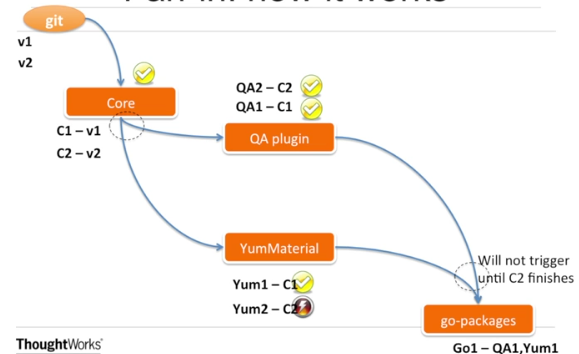 git
v1
v2
Core
C1 – v1
C2 – v2
QA2 – C2
QA1 – C1
QA plugin
YumMaterial
Yum1 – C1
Yum2 – C2
Will not trigger
until C2 finishes
go-packages
Go1 – QA1,Yum1
ThoughtWorks®